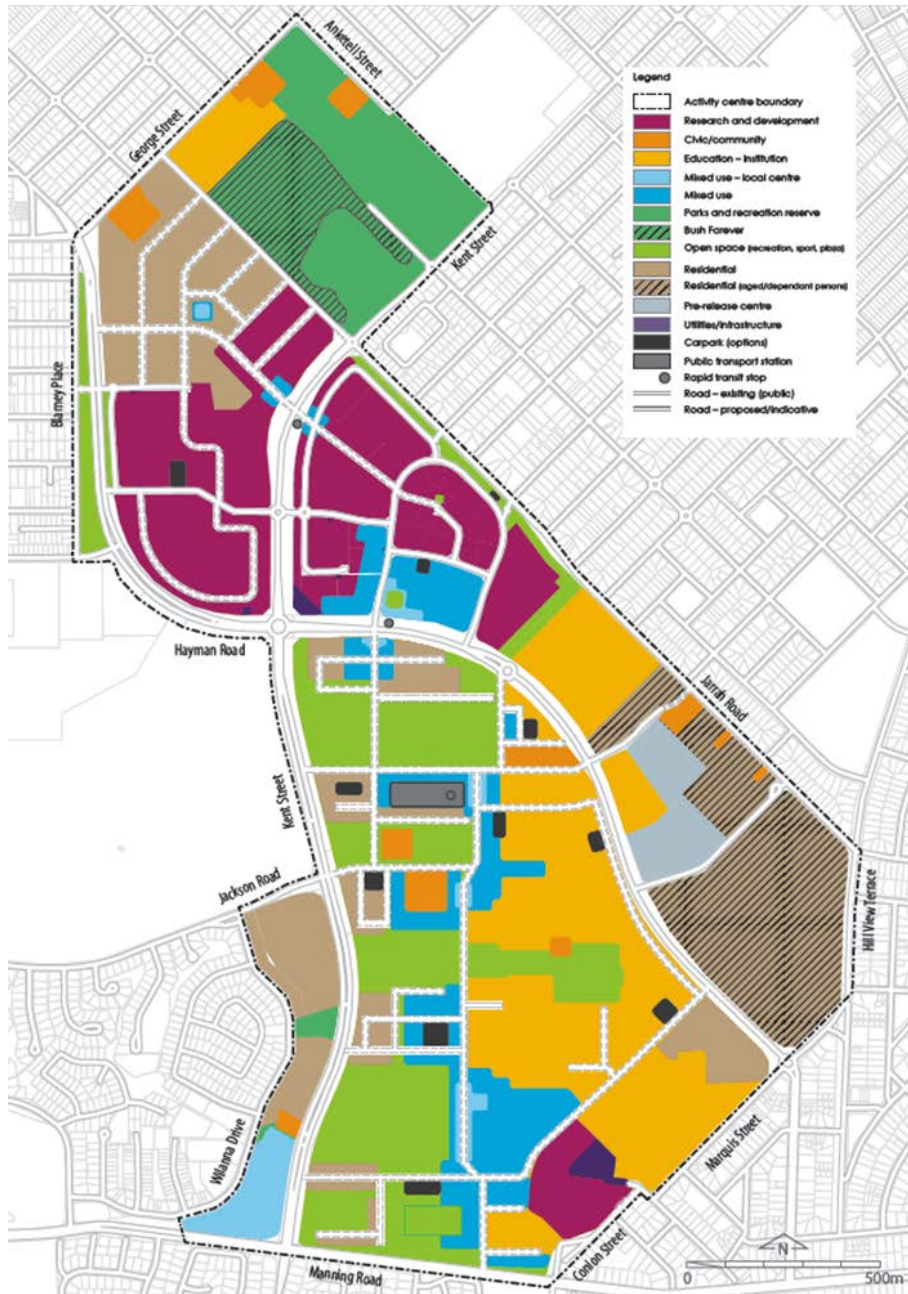 Anketell Street
George Street
Kent Street
Blamey Place
Hayman Road
Jarrah Road
Kent Street
Jackson Road
Hill View Terrace
Wilanna Drive
Marquis Street
Conlon Street
Manning Road
Legend
Activity centre boundary
Research and development
Civic/community
Education – institution
Mixed use – local centre
Mixed use
Parks and recreation reserve
Bush Forever
Open space (recreation, sport, plaza)
Residential
Residential (aged/dependant persons)
Pre-release centre
Utilities/infrastructure
Carpark (options)
Public transport station
Rapid transit stop
Road – existing (public)
Road – proposed/indicative
N
0 500m